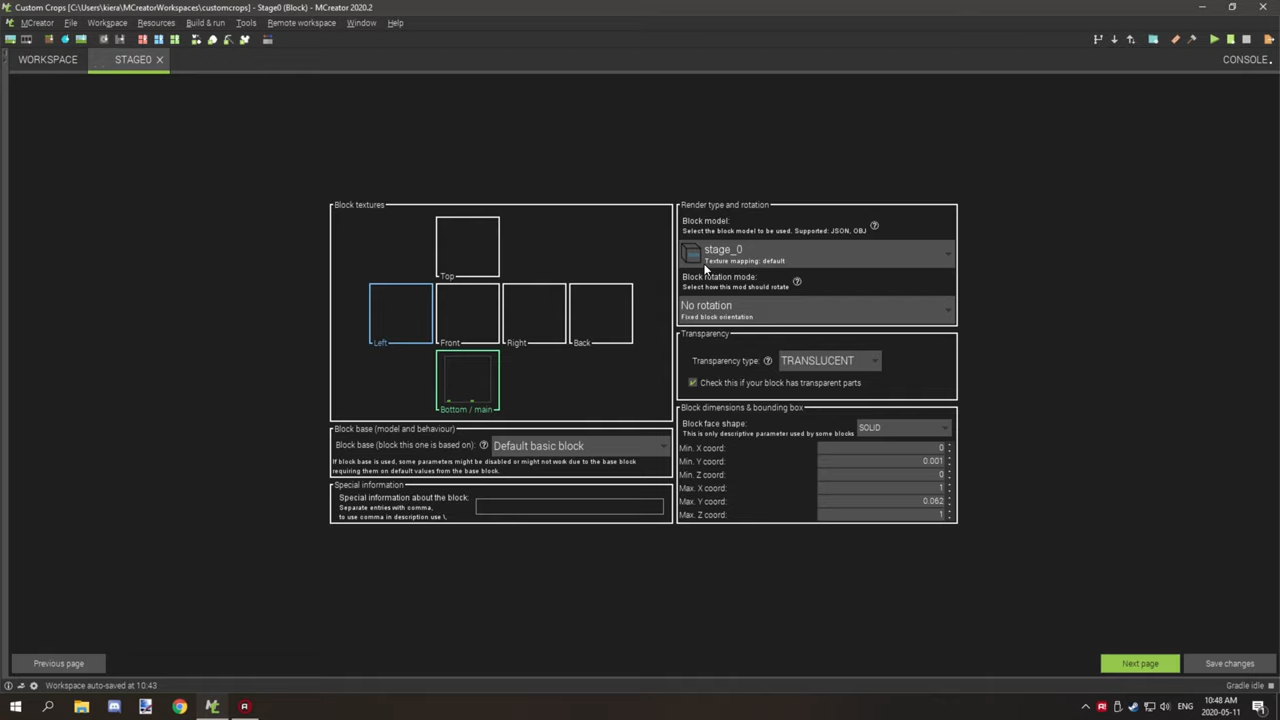 Custom Crops [C:\Users\kiera\MCreatorWorkspaces\customcrops] - Stage0 (Block) - MCreator 2020.2
MCreator File Workspace Resources Build & run Tools Remote workspace Window Help
WORKSPACE STAGE0 CONSOLE
Block textures
Top
Left Front Right Back
Bottom / main
Block base (model and behaviour)
Block base (block this one is based on): Default basic block
If block base is used, some parameters might be disabled or might not work due to the base block
requiring them on default values from the base block.
Special information
Special information about the block:
Separate entries with comma,
to use comma in description use \,
Render type and rotation
Block model:
Select the block model to be used. Supported: JSON, OBJ
stage_0
Texture mapping: default
Block rotation mode:
Select how this mod should rotate
No rotation
Fixed block orientation
Transparency
Transparency type: TRANSLUCENT
Check this if your block has transparent parts
Block dimensions & bounding box
Block face shape: SOLID
This is only descriptive parameter used by some blocks
Min. X coord: 0
Min. Y coord: 0.001
Min. Z coord: 0
Max. X coord: 1
Max. Y coord: 0.062
Max. Z coord: 1
Previous page Next page Save changes
Workspace auto-saved at 10:43 Gradle idle
ENG 10:48 AM
2020-05-11